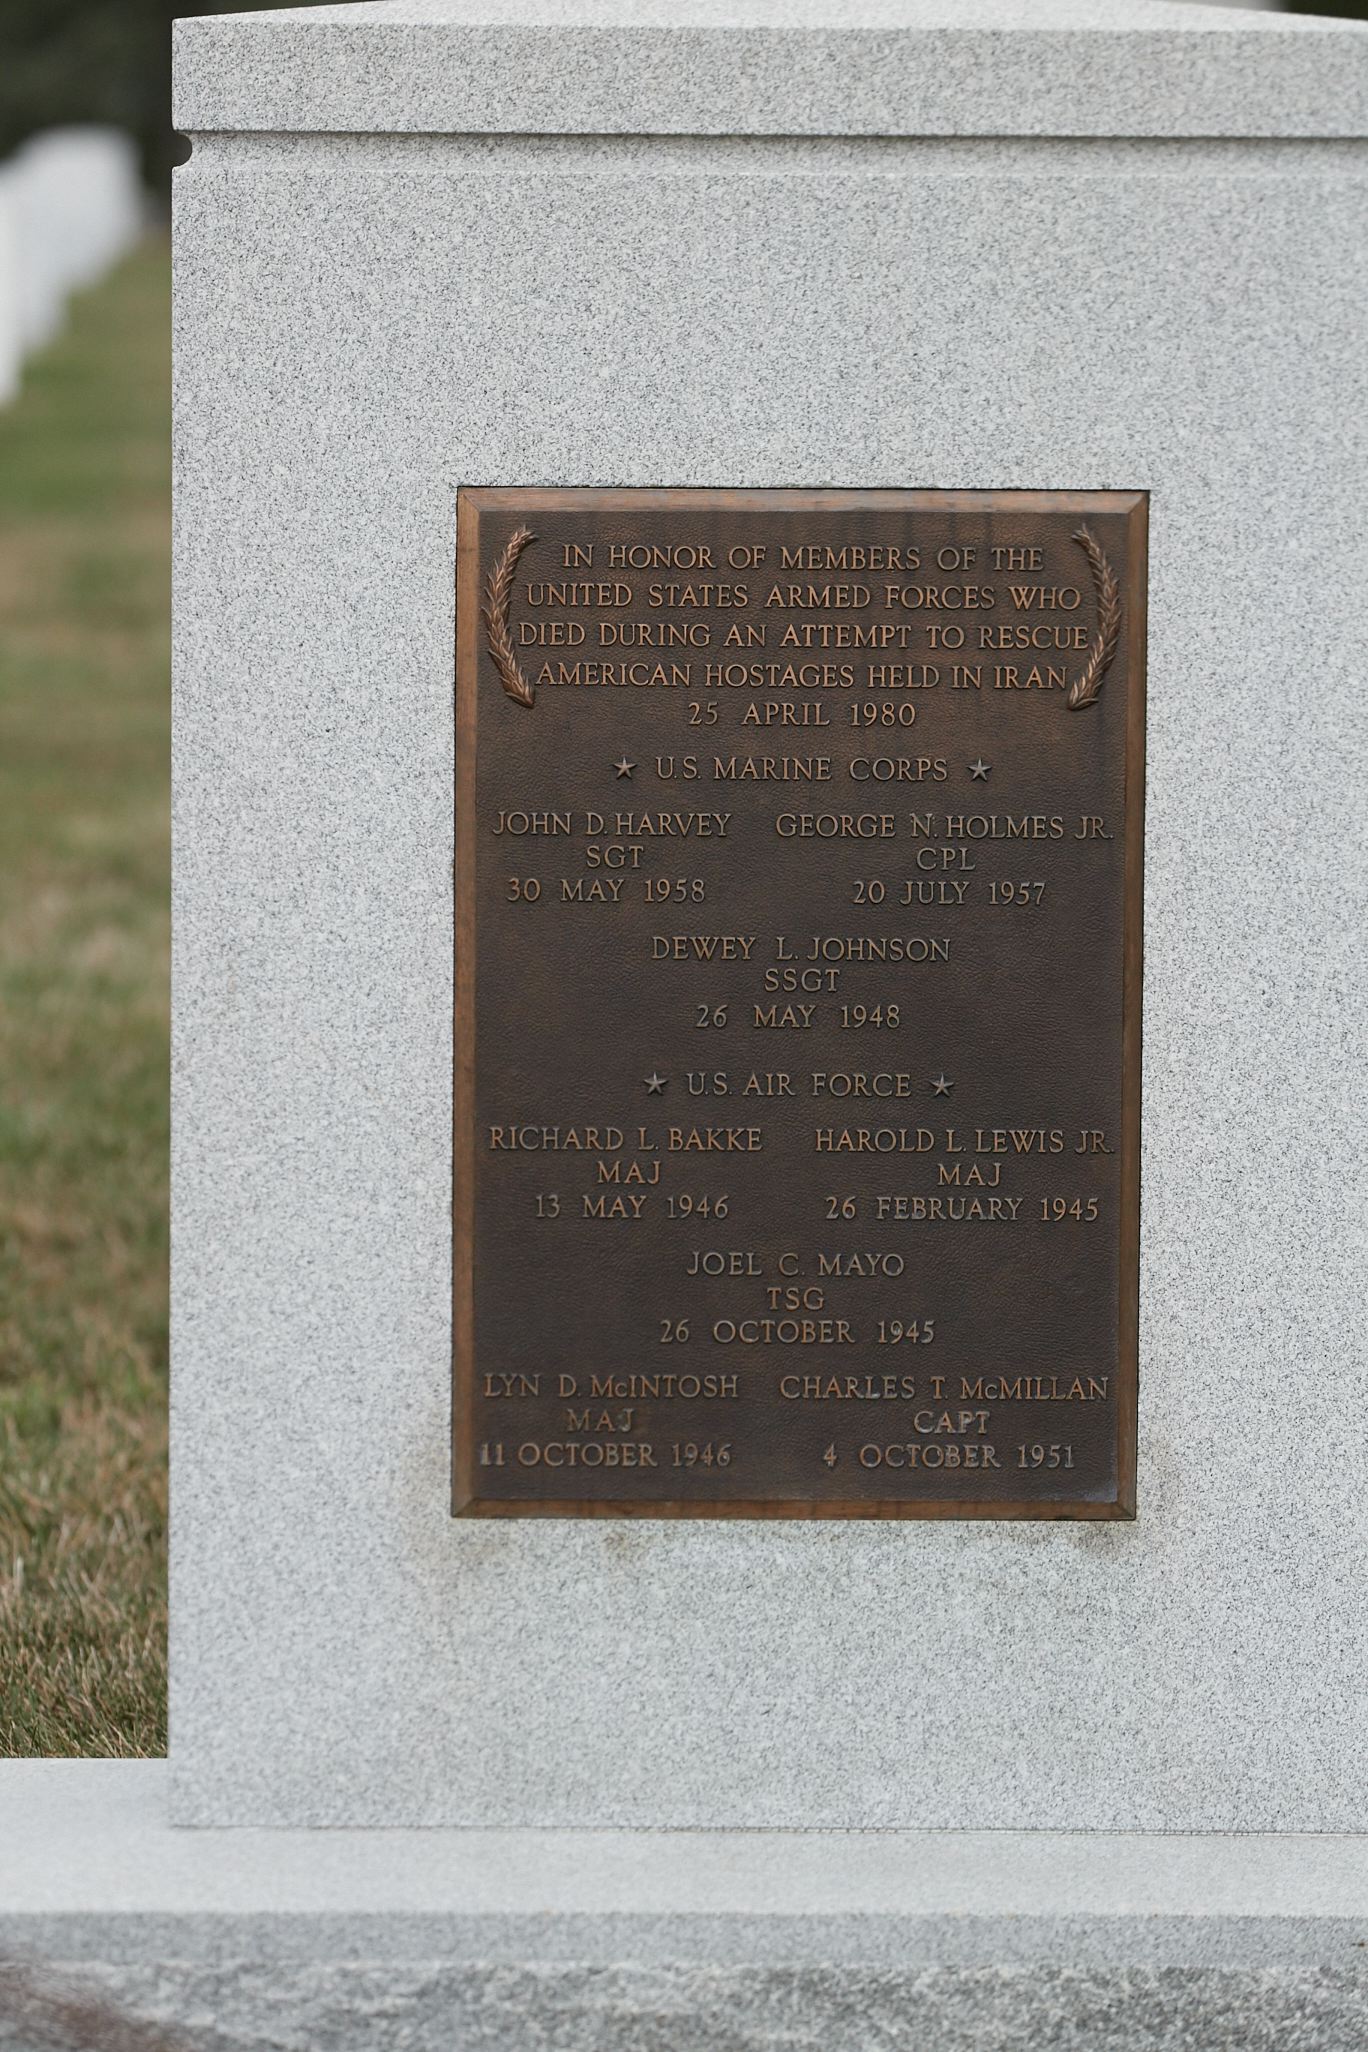 IN HONOR OF MEMBERS OF THE
UNITED STATES ARMED FORCES WHO
DIED DURING AN ATTEMPT TO RESCUE
AMERICAN HOSTAGES HELD IN IRAN
25 APRIL 1980
★ U.S. MARINE CORPS ★
JOHN D. HARVEY GEORGE N. HOLMES JR.
SGT CPL
30 MAY 1958 20 JULY 1957
DEWEY L. JOHNSON
SSGT
26 MAY 1948
★ U.S. AIR FORCE ★
RICHARD L. BAKKE HAROLD L. LEWIS JR.
MAJ MAJ
13 MAY 1946 26 FEBRUARY 1945
JOEL C. MAYO
TSG
26 OCTOBER 1945
LYN D. McINTOSH CHARLES T. McMILLAN
MAJ CAPT
11 OCTOBER 1946 4 OCTOBER 1951